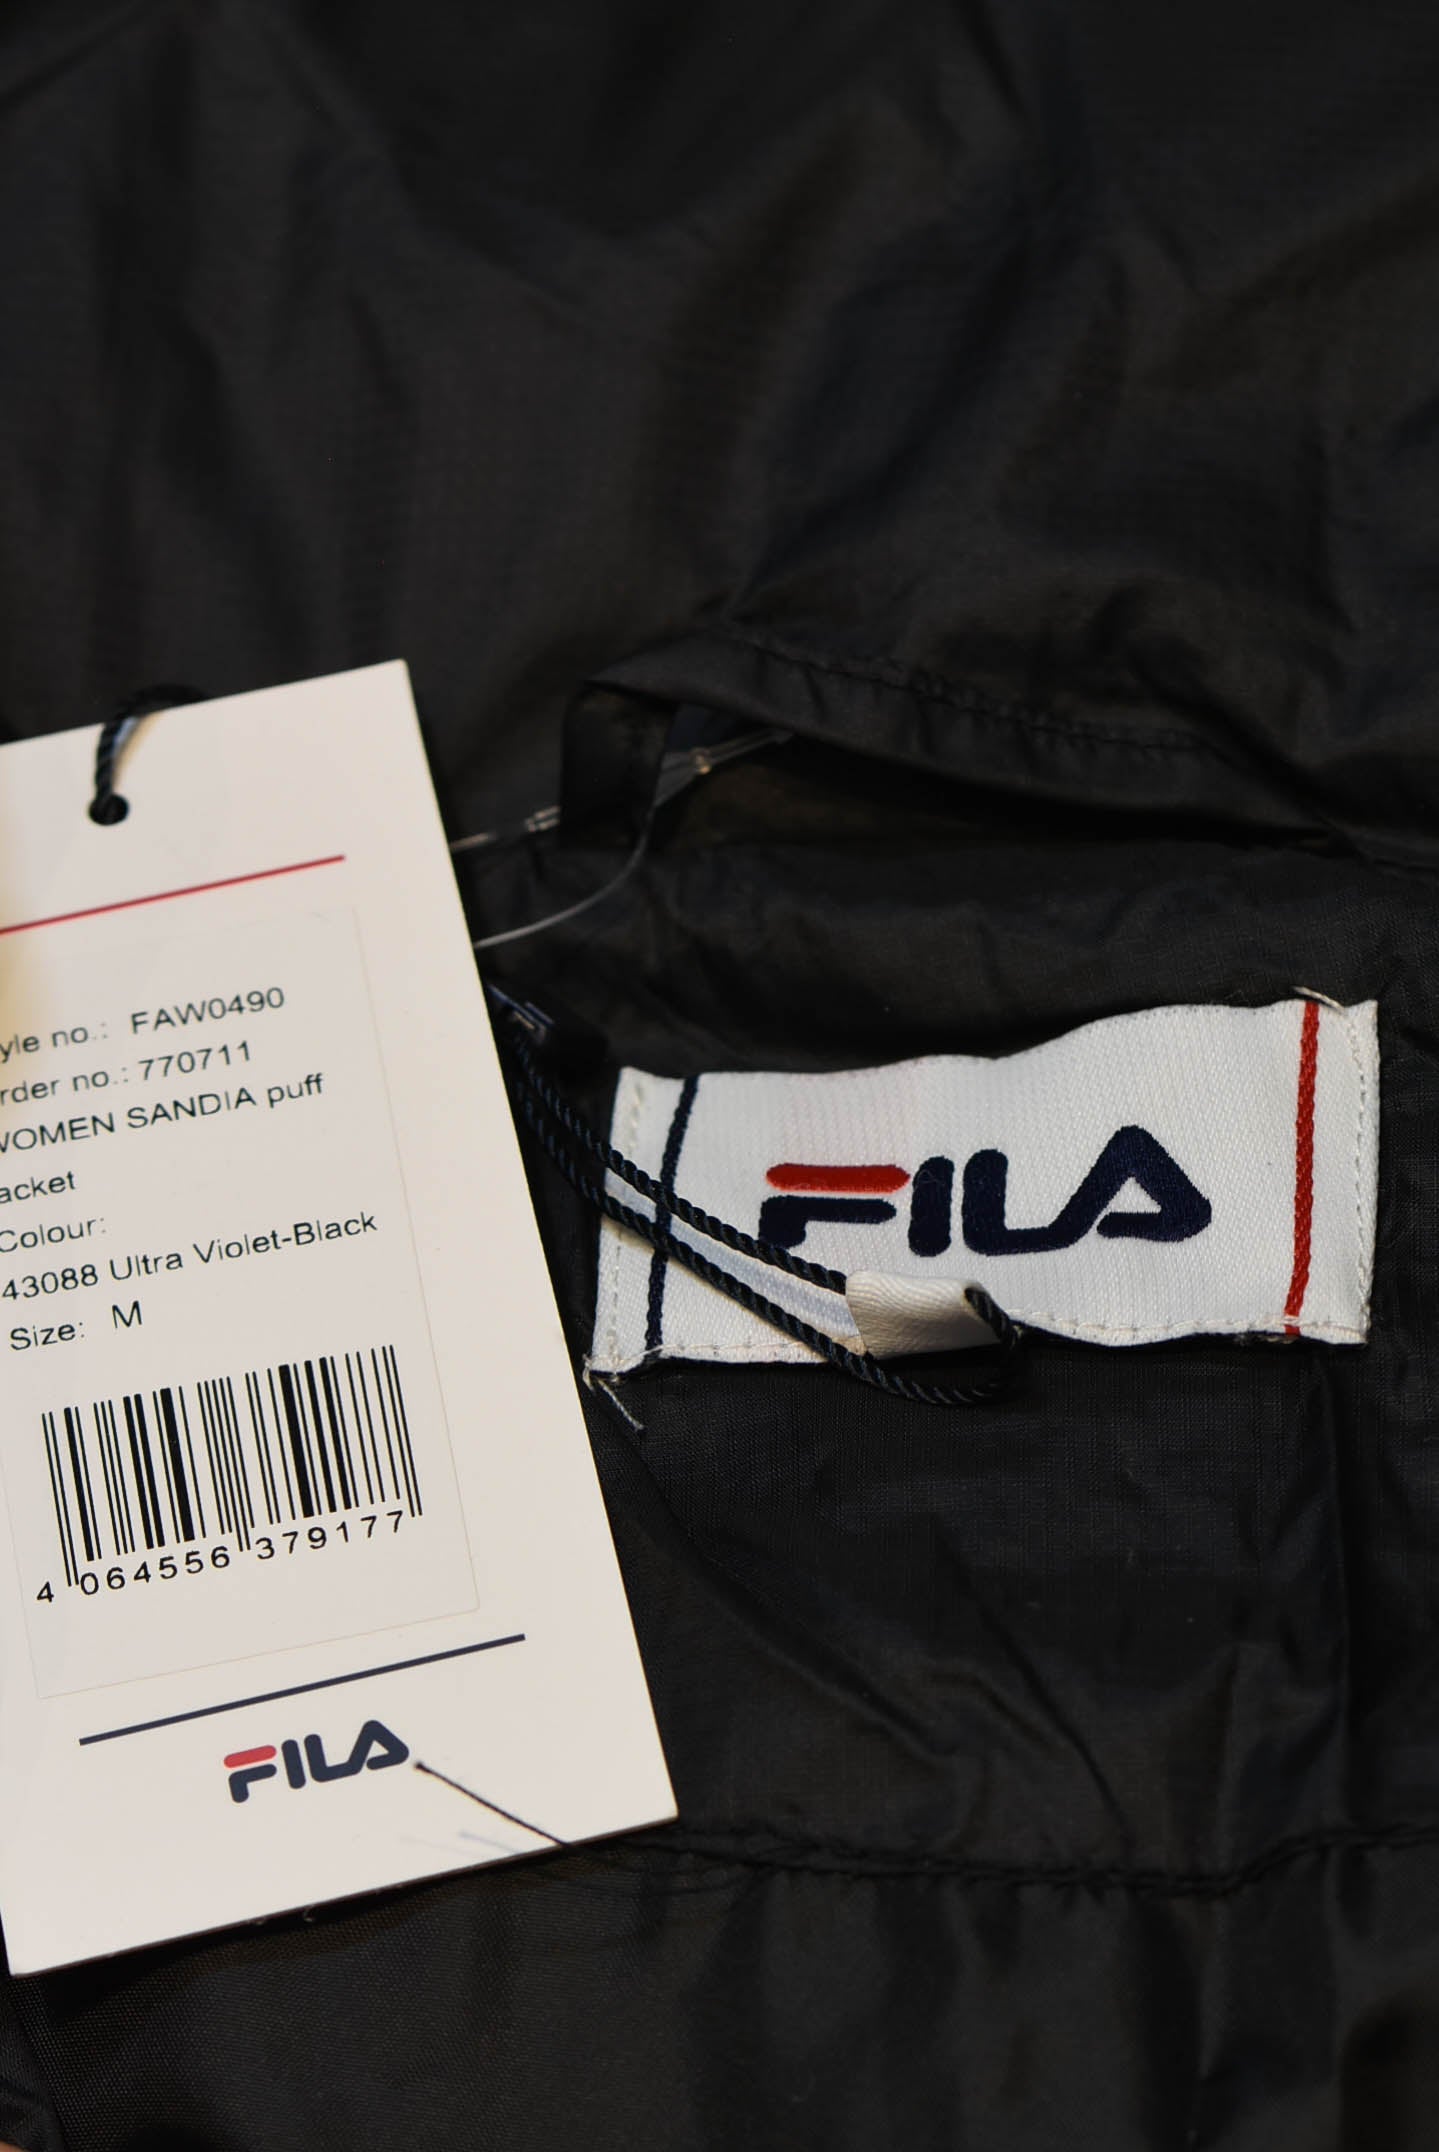 yle no.: FAW0490
rder no.: 770711
WOMEN SANDIA puff
acket
Colour:
43088 Ultra Violet-Black
Size: M
4 064556 379177
FILA
FILA